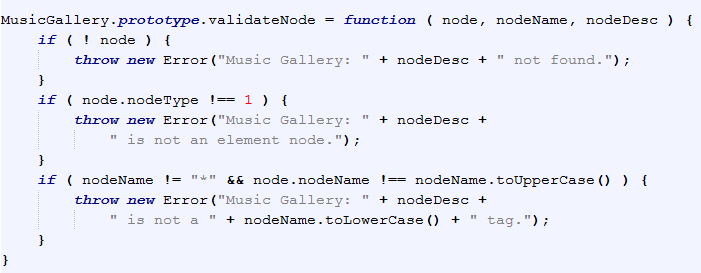 MusicGallery.prototype.validateNode = function ( node, nodeName, nodeDesc ) {
    if ( ! node ) {
        throw new Error("Music Gallery: " + nodeDesc + " not found.");
    }
    if ( node.nodeType !== 1 ) {
        throw new Error("Music Gallery: " + nodeDesc +
            " is not an element node.");
    }
    if ( nodeName != "*" && node.nodeName !== nodeName.toUpperCase() ) {
        throw new Error("Music Gallery: " + nodeDesc +
            " is not a " + nodeName.toLowerCase() + " tag.");
    }
}